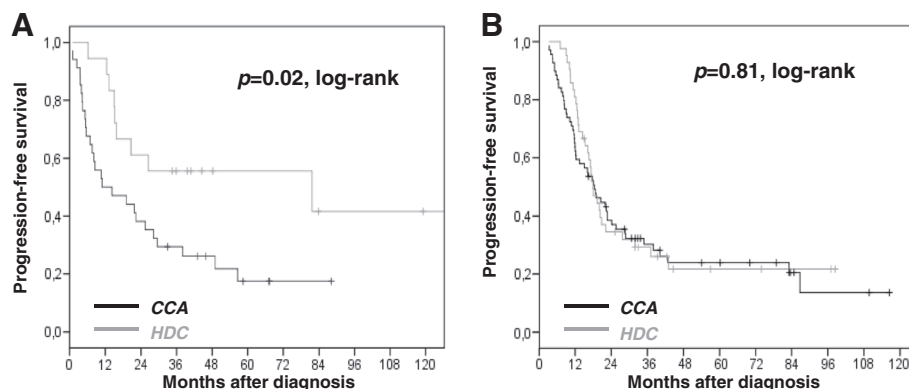 A
Progression-free survival
1,0
0,8
0,6
0,4
0,2
0,0
p=0.02, log-rank
CCA
HDC
0 12 24 36 48 60 72 84 96 108 120
Months after diagnosis
B
Progression-free survival
1,0
0,8
0,6
0,4
0,2
0,0
p=0.81, log-rank
CCA
HDC
0 12 24 36 48 60 72 84 96 108 120
Months after diagnosis